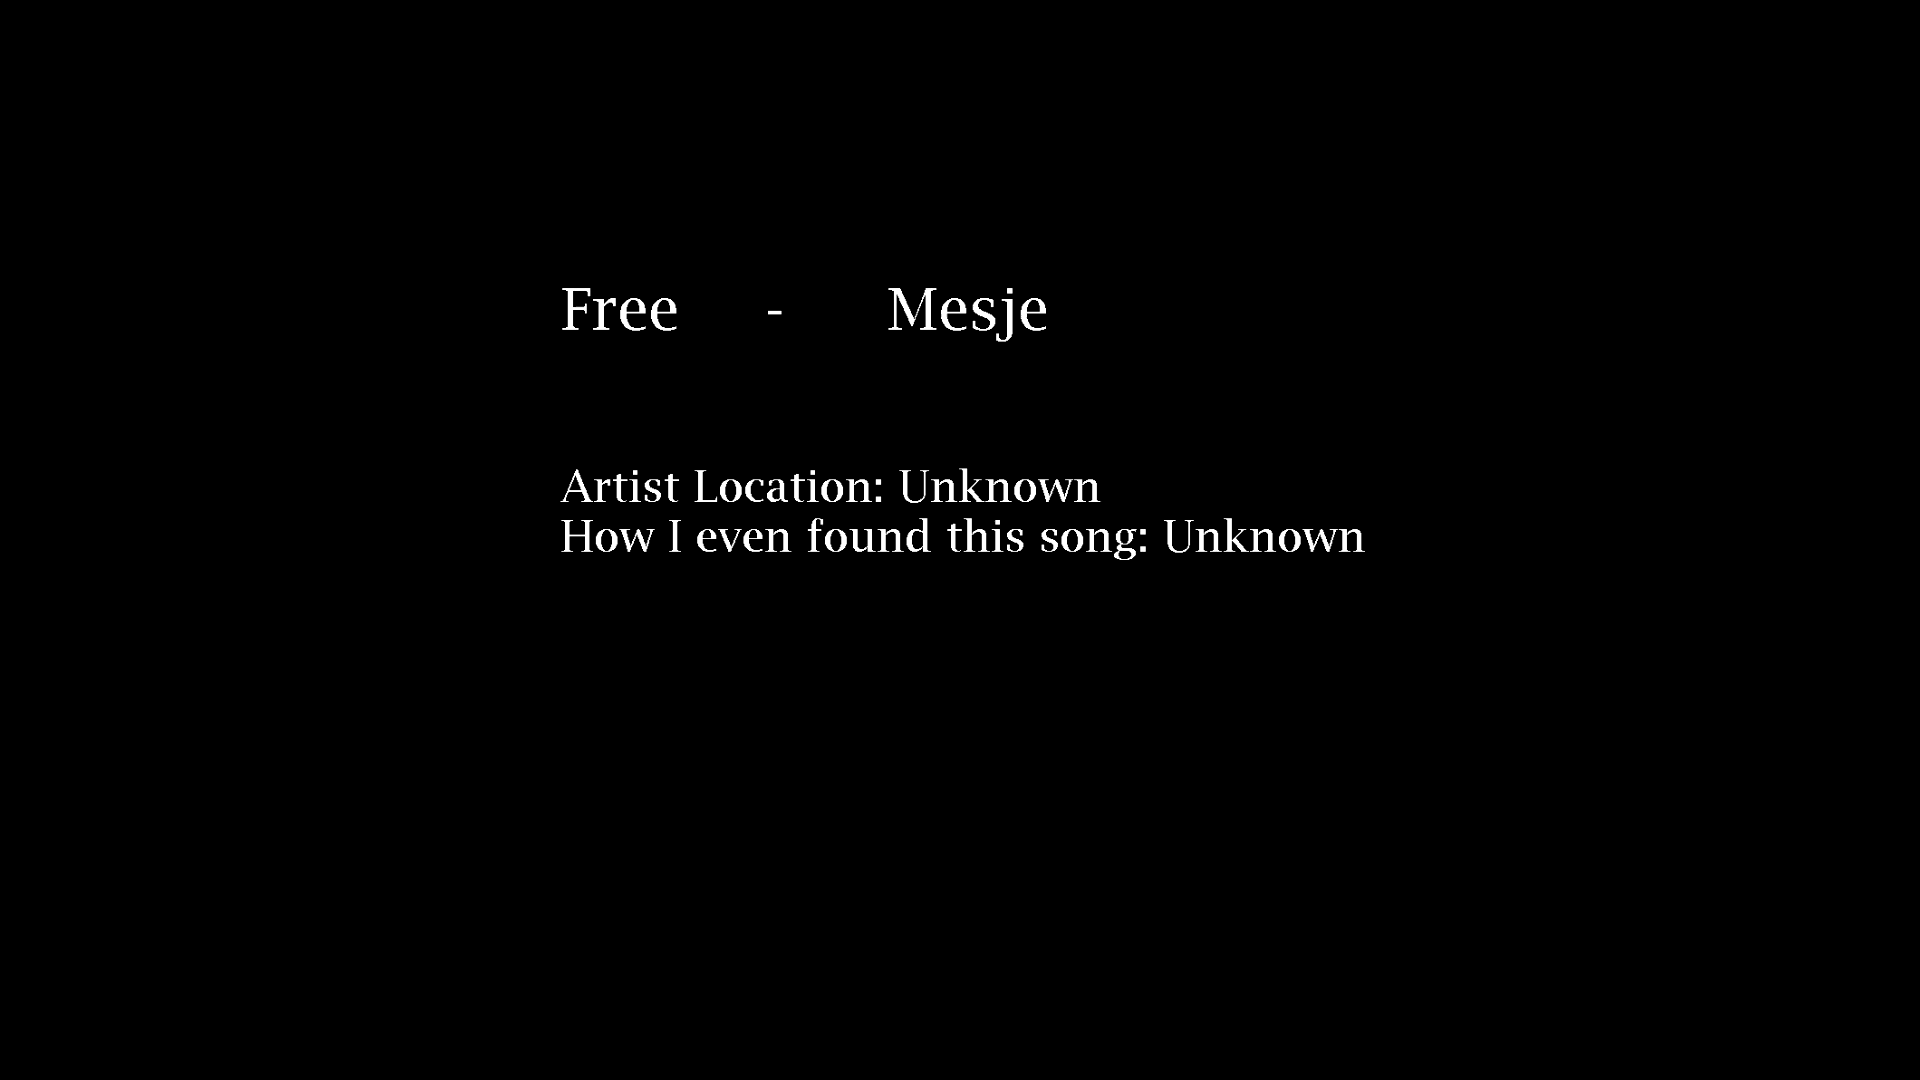 Free - Mesje
Artist Location: Unknown
How I even found this song: Unknown